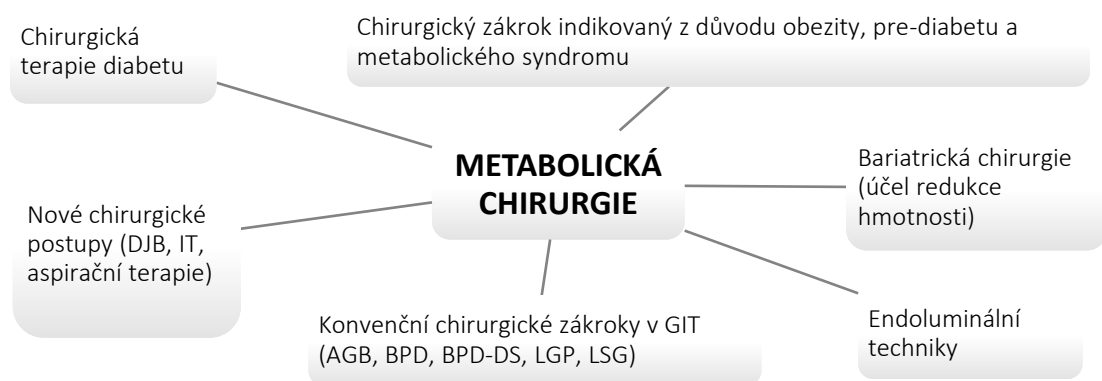 Chirurgická
terapie diabetu
Chirurgický zákrok indikovaný z důvodu obezity, pre-diabetu a
metabolického syndromu
METABOLICKÁ
CHIRURGIE
Bariatrická chirurgie
(účel redukce
hmotnosti)
Nové chirurgické
postupy (DJB, IT,
aspirační terapie)
Konvenční chirurgické zákroky v GIT
(AGB, BPD, BPD-DS, LGP, LSG)
Endoluminální
techniky